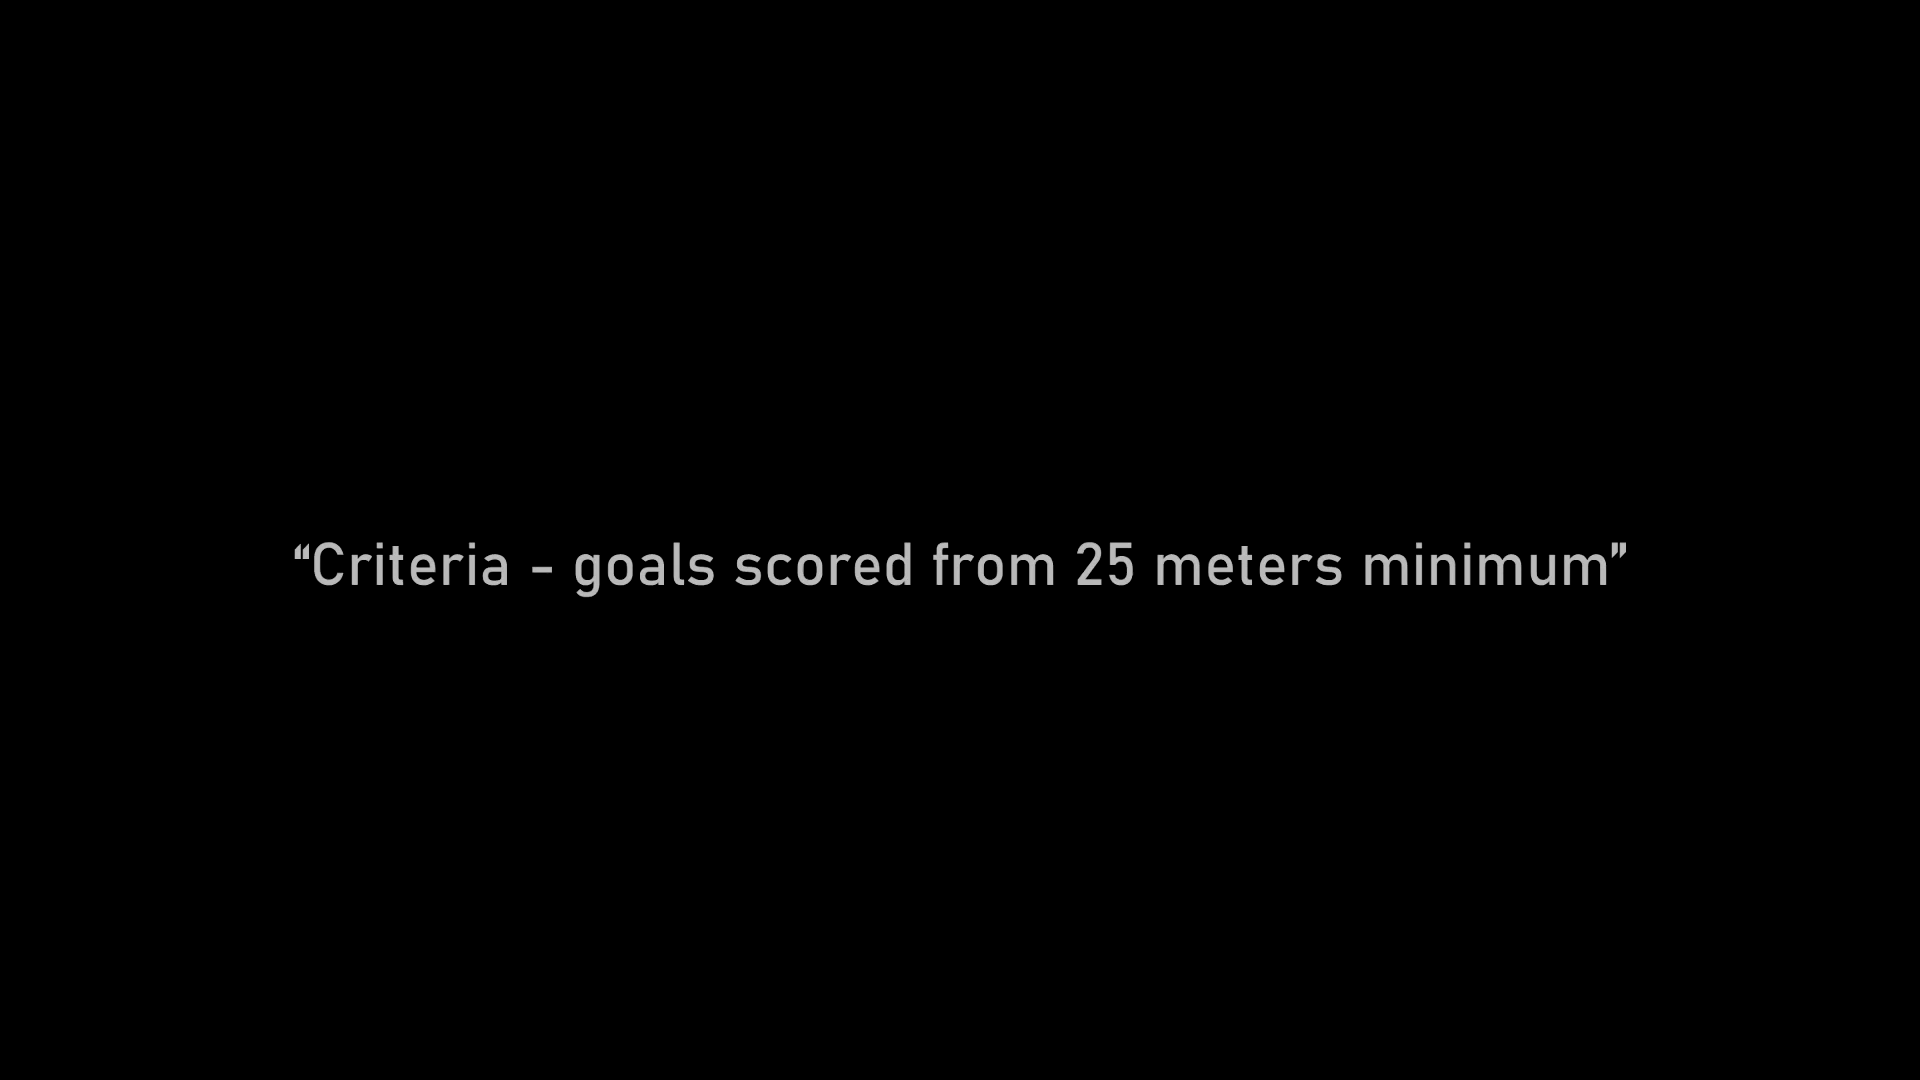 “Criteria - goals scored from 25 meters minimum”